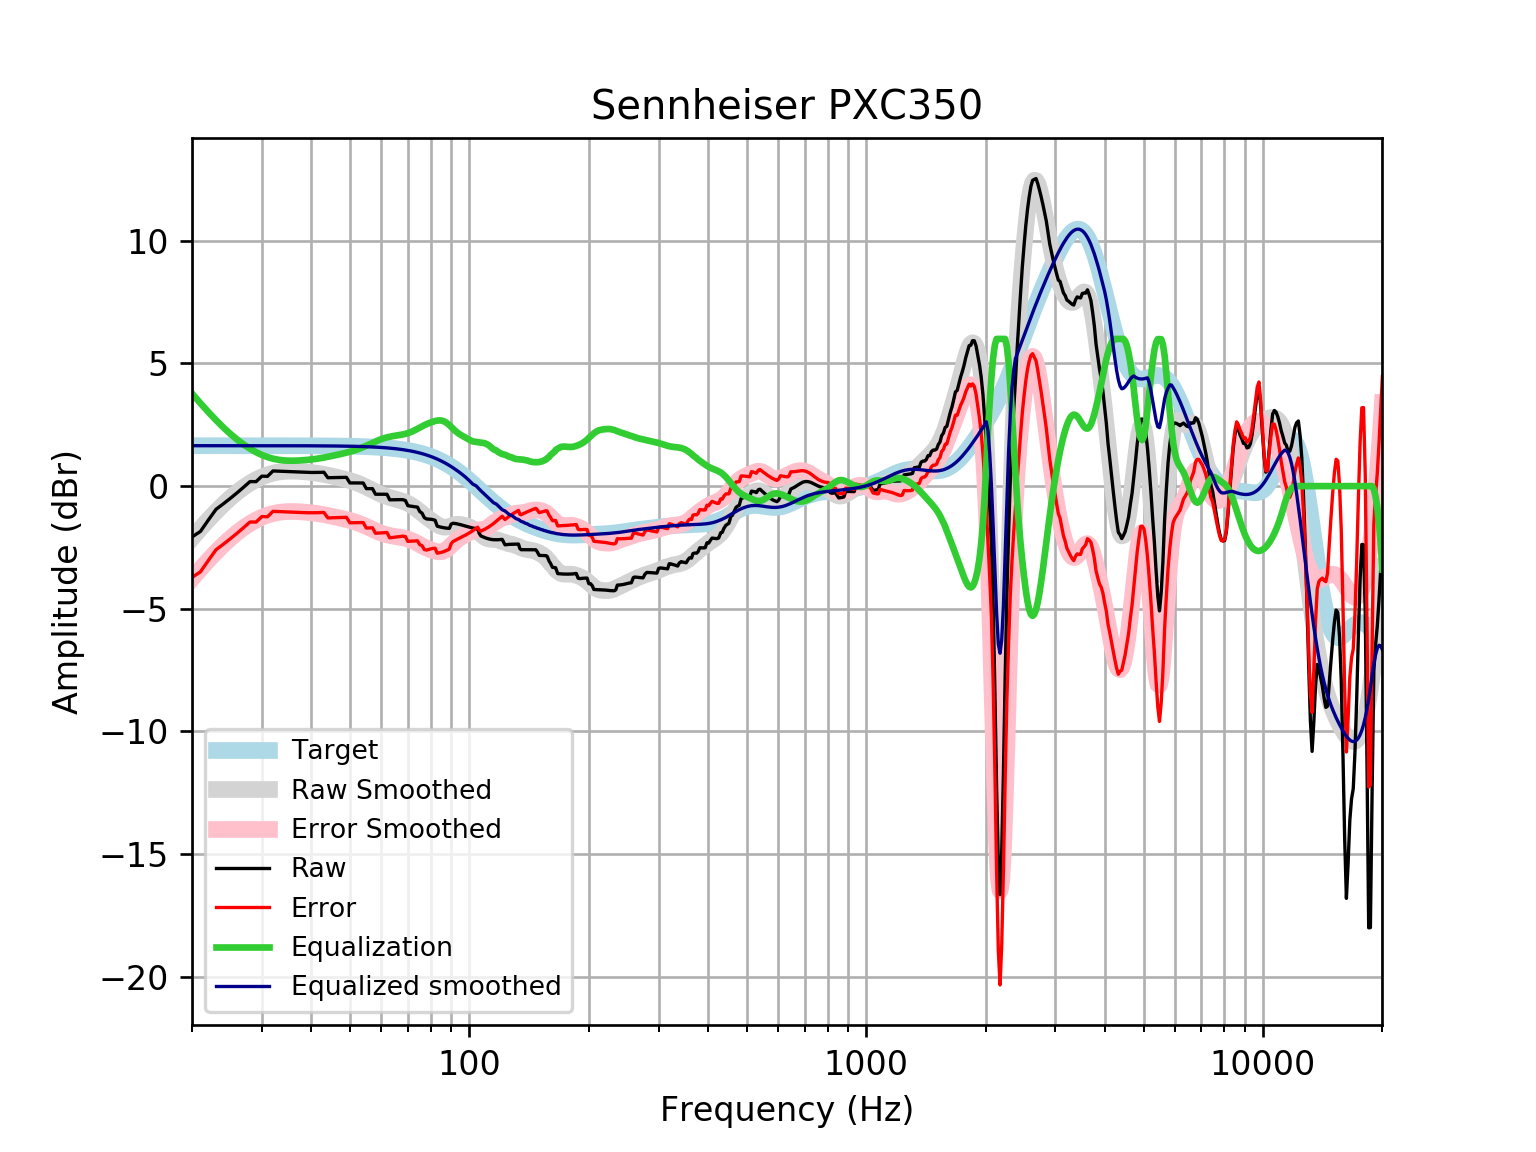 Sennheiser PXC350
Amplitude (dBr)
10
5
0
−5
−10
−15
−20
Target
Raw Smoothed
Error Smoothed
Raw
Error
Equalization
Equalized smoothed
100
1000
10000
Frequency (Hz)